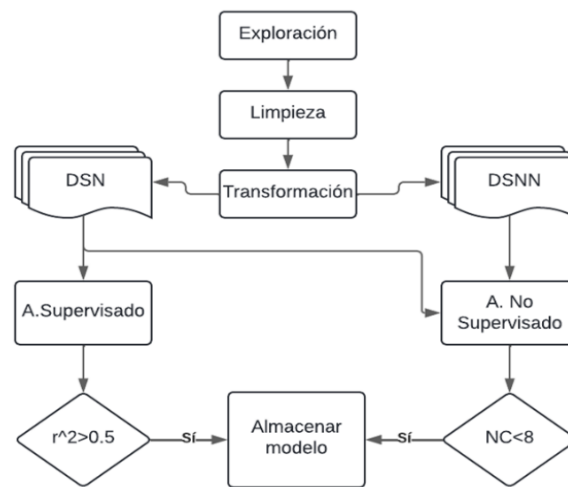 Exploración
Limpieza
DSN
Transformación
DSNN
A.Supervisado
A. No
Supervisado
r^2>0.5
Sí
Almacenar
modelo
Sí
NC<8